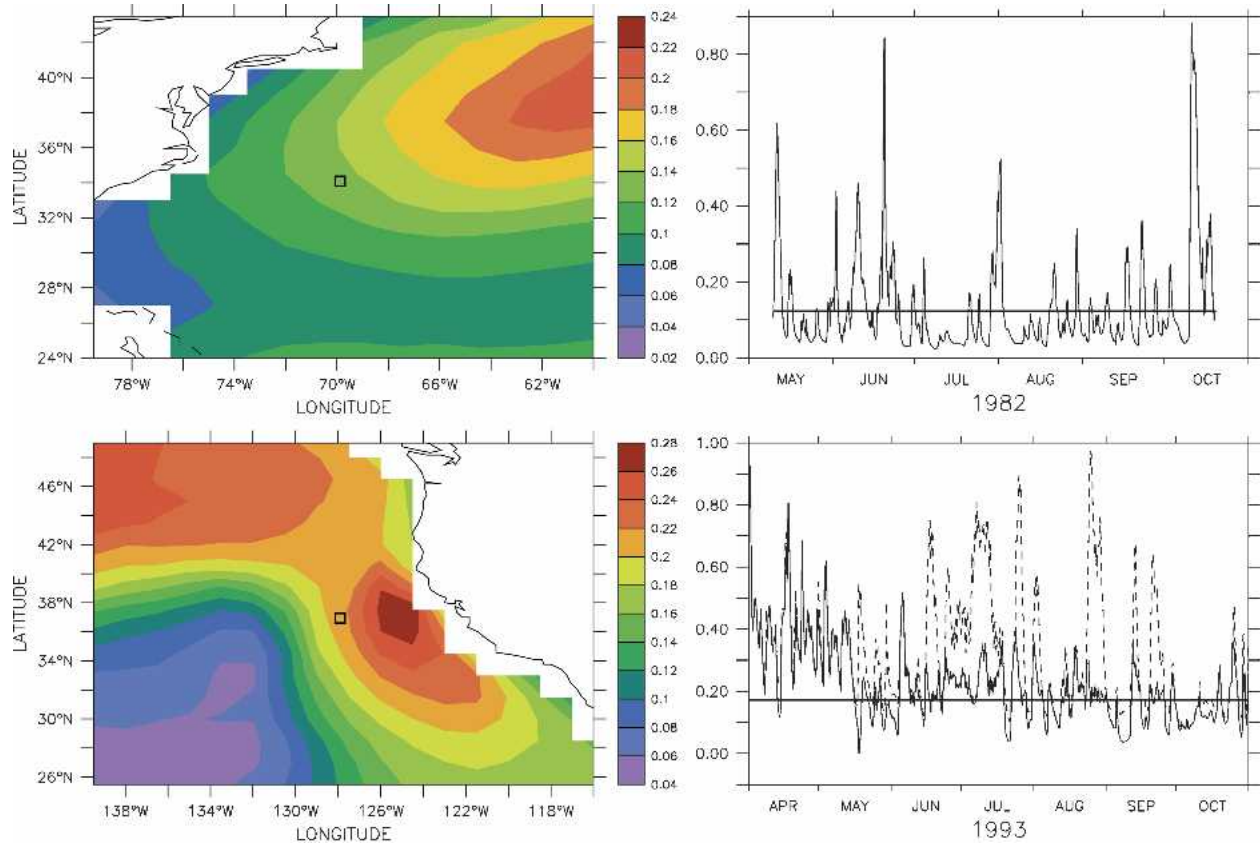 0.24
0.22
0.2
0.18
0.16
0.14
0.12
0.1
0.08
0.06
0.04
0.02
40°N
36°N
32°N
28°N
24°N
LATITUDE
78°W 74°W 70°W 66°W 62°W
LONGITUDE
0.80
0.60
0.40
0.20
0.00
MAY JUN JUL AUG SEP OCT
1982
0.28
0.26
0.24
0.22
0.2
0.18
0.16
0.14
0.12
0.1
0.08
0.06
0.04
46°N
42°N
38°N
34°N
30°N
26°N
LATITUDE
138°W 134°W 130°W 126°W 122°W 118°W
LONGITUDE
1.00
0.80
0.60
0.40
0.20
0.00
APR MAY JUN JUL AUG SEP OCT
1993